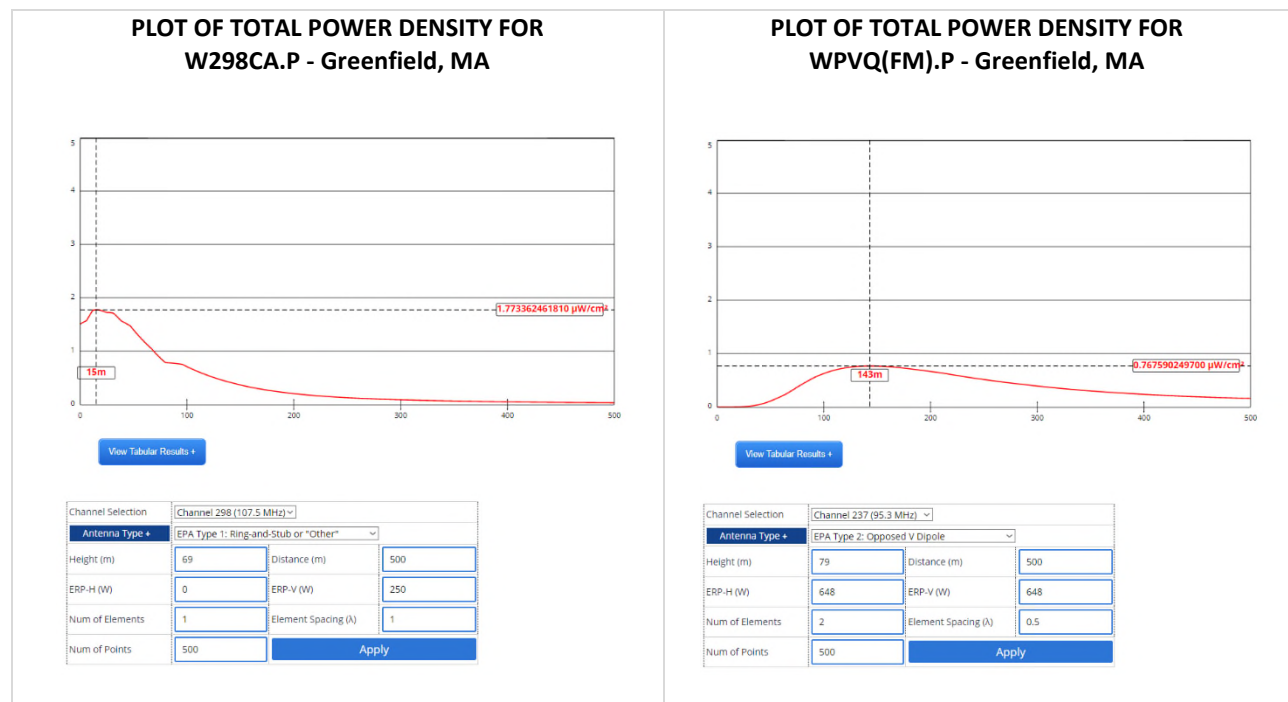 PLOT OF TOTAL POWER DENSITY FOR
W298CA.P - Greenfield, MA
5
4
3
2
1.773362461810 µW/cm²
1
15m
0
0
100
200
300
400
500
View Tabular Results +
Channel Selection
Channel 298 (107.5 MHz)
Antenna Type +
EPA Type 1: Ring-and-Stub or "Other"
Height (m)
69
Distance (m)
500
ERP-H (W)
0
ERP-V (W)
250
Num of Elements
1
Element Spacing (λ)
1
Num of Points
500
Apply
PLOT OF TOTAL POWER DENSITY FOR
WPVQ(FM).P - Greenfield, MA
5
4
3
2
1
0.767590249700 µW/cm²
143m
0
0
100
200
300
400
500
View Tabular Results +
Channel Selection
Channel 237 (95.3 MHz)
Antenna Type +
EPA Type 2: Opposed V Dipole
Height (m)
79
Distance (m)
500
ERP-H (W)
648
ERP-V (W)
648
Num of Elements
2
Element Spacing (λ)
0.5
Num of Points
500
Apply